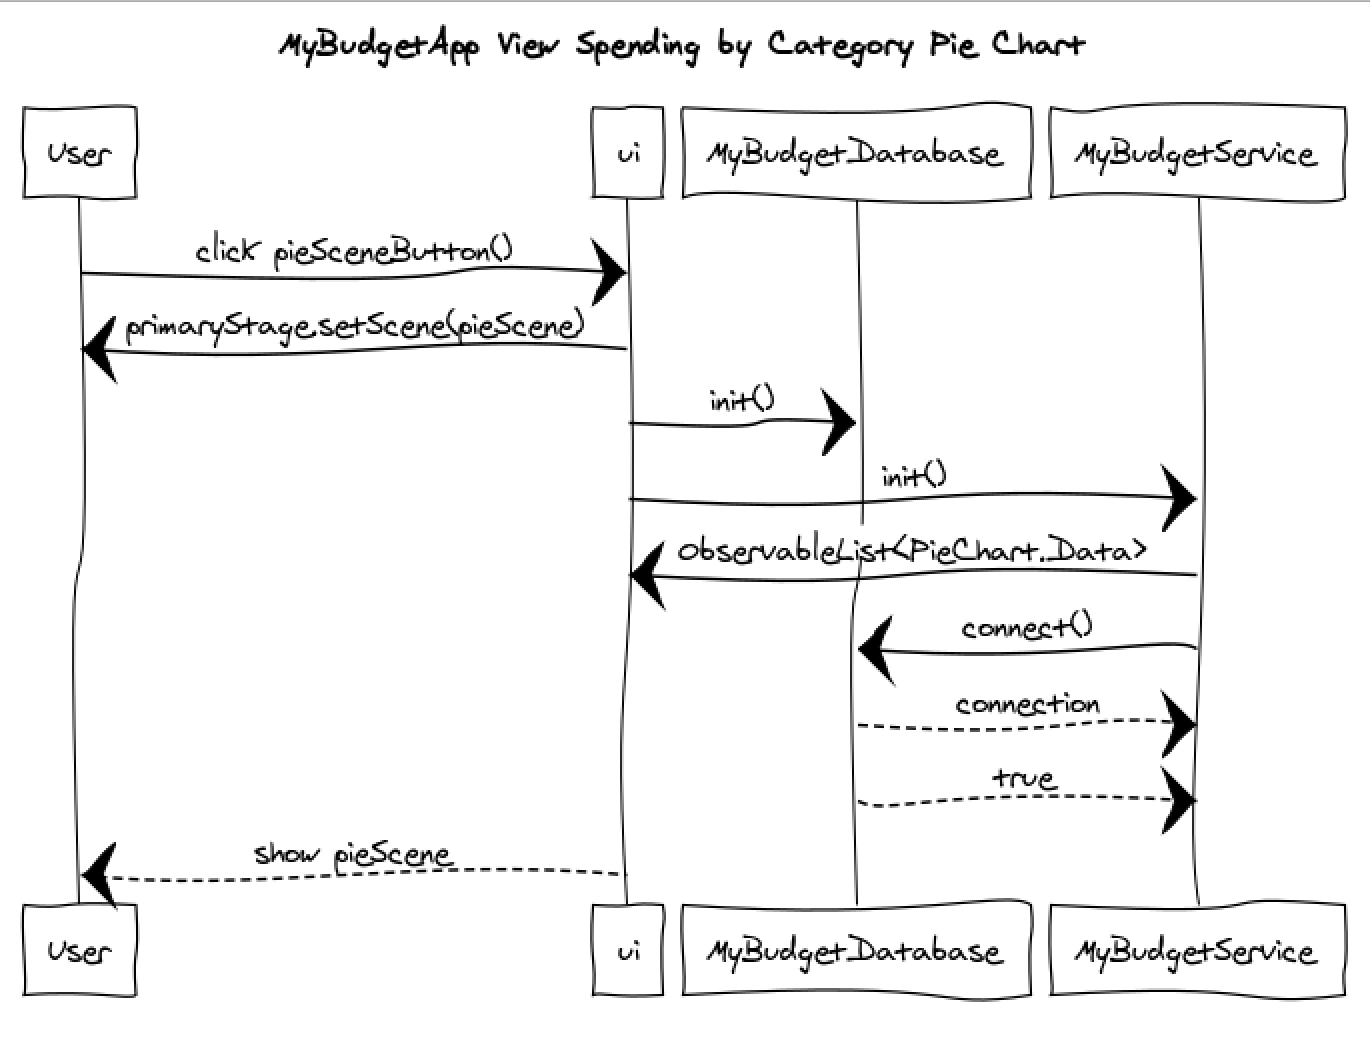 MyBudgetApp View Spending by Category Pie Chart
User
ui
MyBudgetDatabase
MyBudgetService
click pieSceneButton()
primaryStage.setScene(pieScene)
init()
init()
observableList<PieChart.Data>
connect()
connection
true
show pieScene
User
ui
MyBudgetDatabase
MyBudgetService